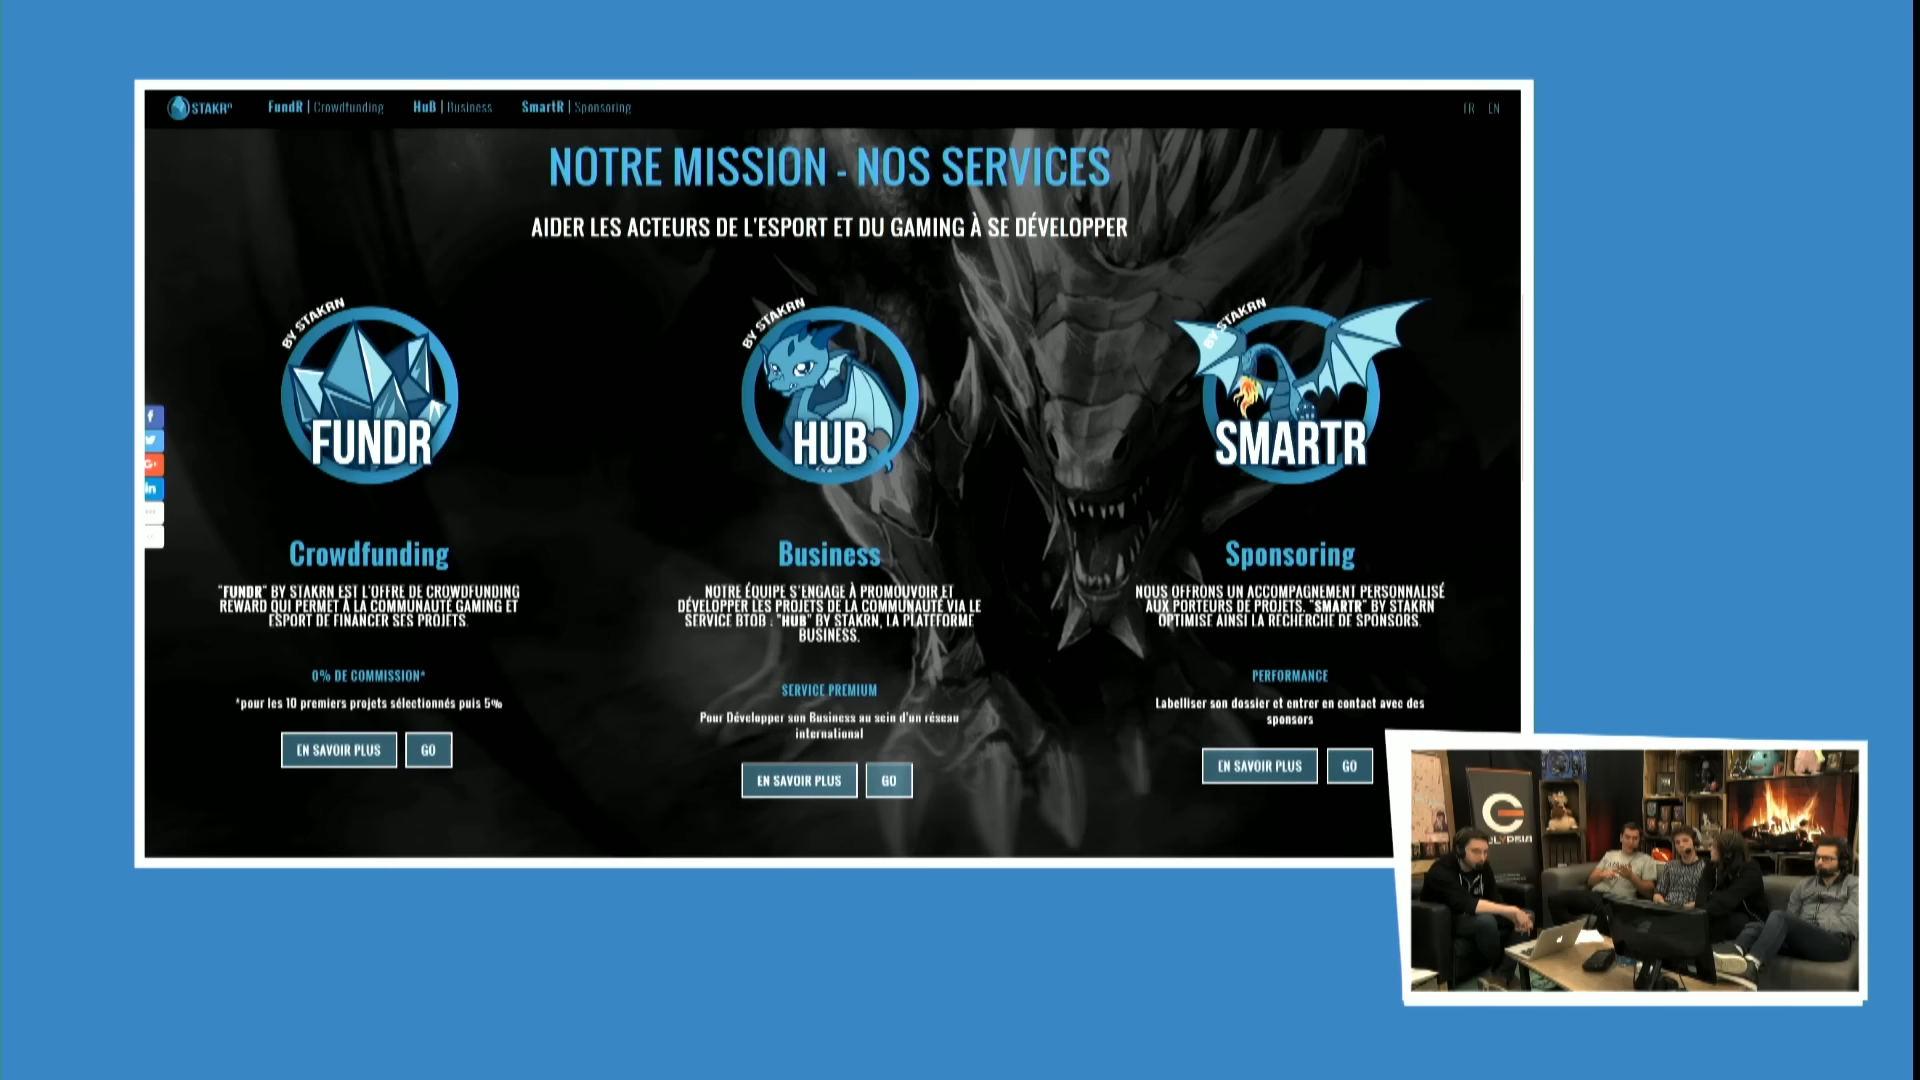 STAKRn
FundR | Crowdfunding
HuB | Business
SmartR | Sponsoring
FR EN
NOTRE MISSION - NOS SERVICES
AIDER LES ACTEURS DE L'ESPORT ET DU GAMING À SE DÉVELOPPER
BY STAKRN
FUNDR
BY STAKRN
HUB
BY STAKRN
SMARTR
Crowdfunding
"FUNDR" BY STAKRN EST L'OFFRE DE CROWDFUNDING
REWARD QUI PERMET À LA COMMUNAUTÉ GAMING ET
ESPORT DE FINANCER SES PROJETS.
0% DE COMMISSION*
*pour les 10 premiers projets sélectionnés puis 5%
EN SAVOIR PLUS
GO
Business
NOTRE ÉQUIPE S'ENGAGE À PROMOUVOIR ET
DÉVELOPPER LES PROJETS DE LA COMMUNAUTÉ VIA LE
SERVICE BTOB : "HUB" BY STAKRN, LA PLATEFORME
BUSINESS.
SERVICE PREMIUM
Pour Développer son Business au sein d'un réseau
international
EN SAVOIR PLUS
GO
Sponsoring
NOUS OFFRONS UN ACCOMPAGNEMENT PERSONNALISÉ
AUX PORTEURS DE PROJETS. "SMARTR" BY STAKRN
OPTIMISE AINSI LA RECHERCHE DE SPONSORS.
PERFORMANCE
Labelliser son dossier et entrer en contact avec des
sponsors
EN SAVOIR PLUS
GO
f
G+
in